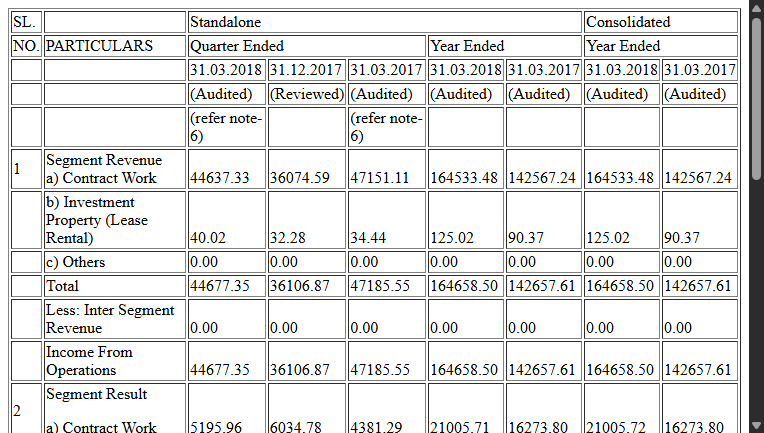 SL. Standalone Consolidated
NO. PARTICULARS Quarter Ended Year Ended Year Ended
31.03.2018 31.12.2017 31.03.2017 31.03.2018 31.03.2017 31.03.2018 31.03.2017
(Audited) (Reviewed) (Audited) (Audited) (Audited) (Audited) (Audited)
(refer note- (refer note-
6) 6)
Segment Revenue
1 a) Contract Work 44637.33 36074.59 47151.11 164533.48 142567.24 164533.48 142567.24
b) Investment
Property (Lease
Rental) 40.02 32.28 34.44 125.02 90.37 125.02 90.37
c) Others 0.00 0.00 0.00 0.00 0.00 0.00 0.00
Total 44677.35 36106.87 47185.55 164658.50 142657.61 164658.50 142657.61
Less: Inter Segment
Revenue 0.00 0.00 0.00 0.00 0.00 0.00 0.00
Income From
Operations 44677.35 36106.87 47185.55 164658.50 142657.61 164658.50 142657.61
Segment Result
2
a) Contract Work 5195.96 6034.78 4381.29 21005.71 16273.80 21005.72 16273.80